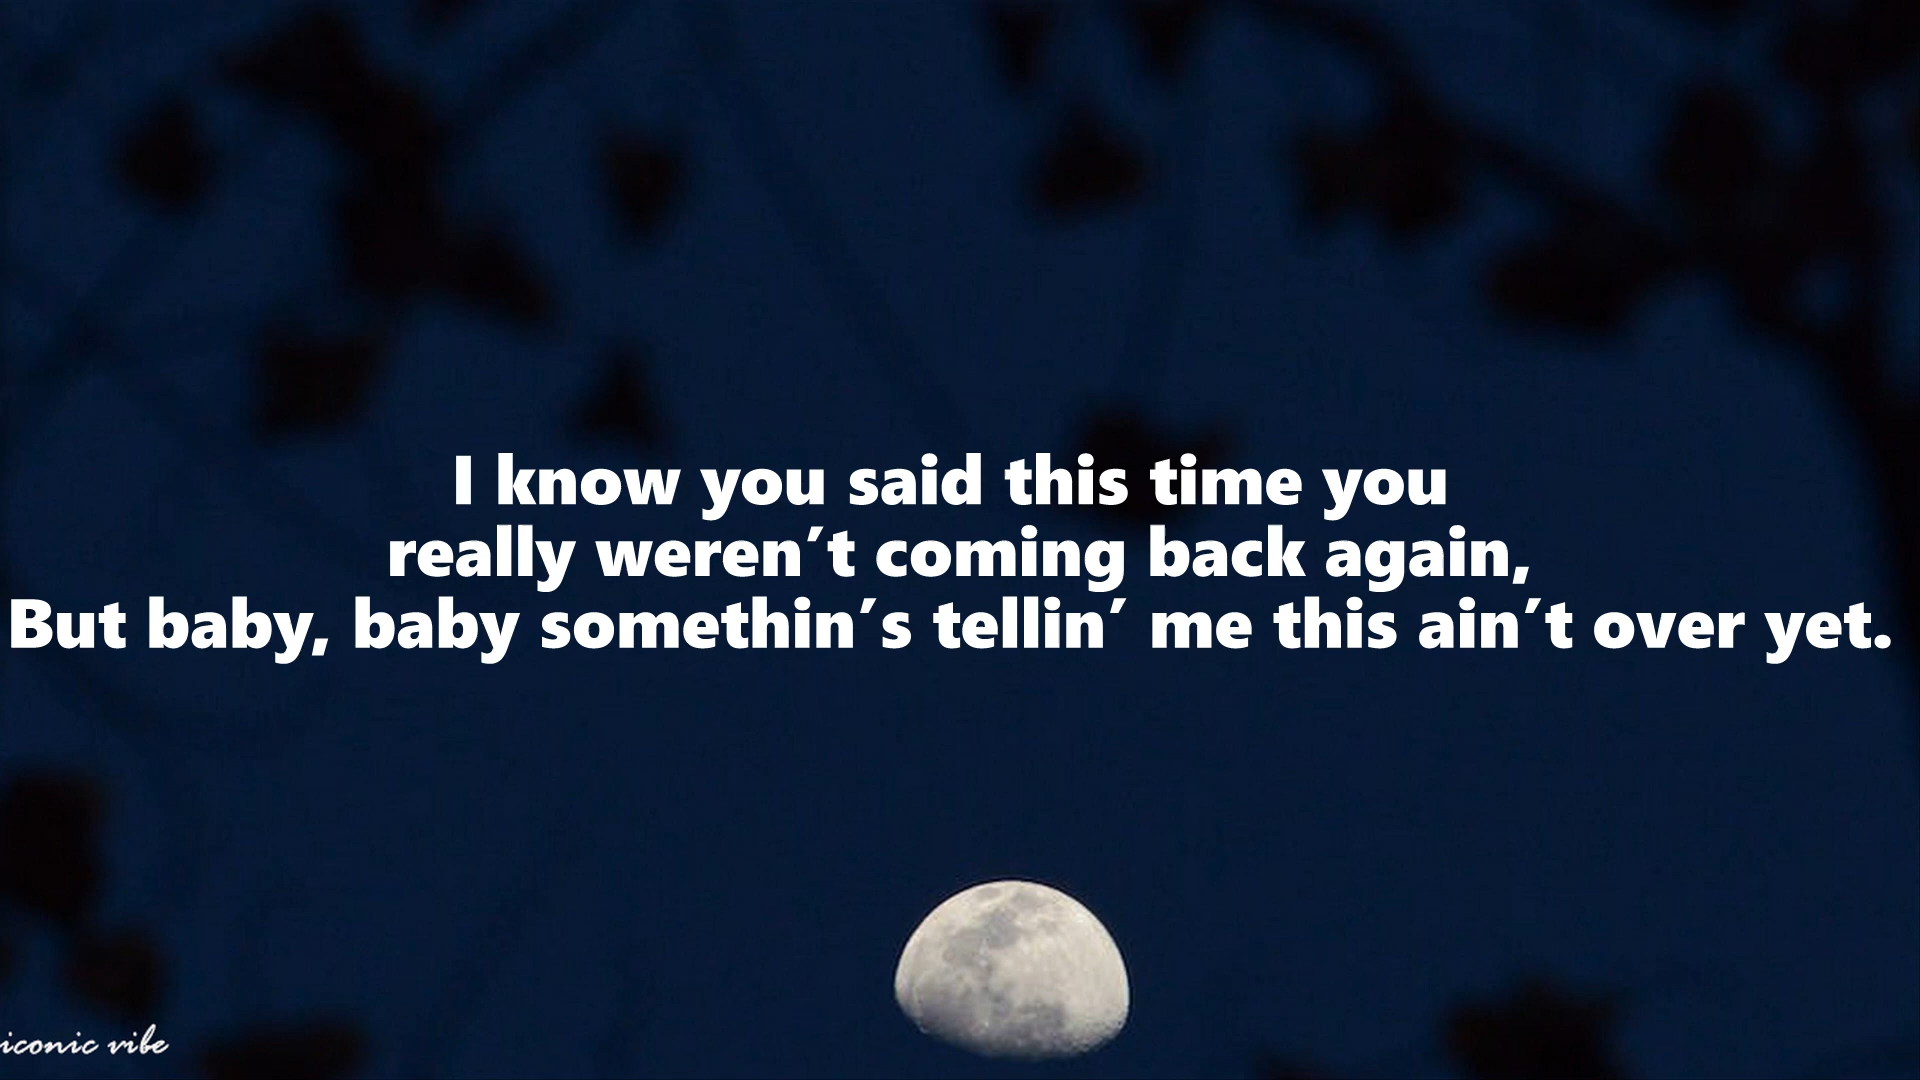 I know you said this time you
really weren’t coming back again,
But baby, baby somethin’s tellin’ me this ain’t over yet.
iconic vibe